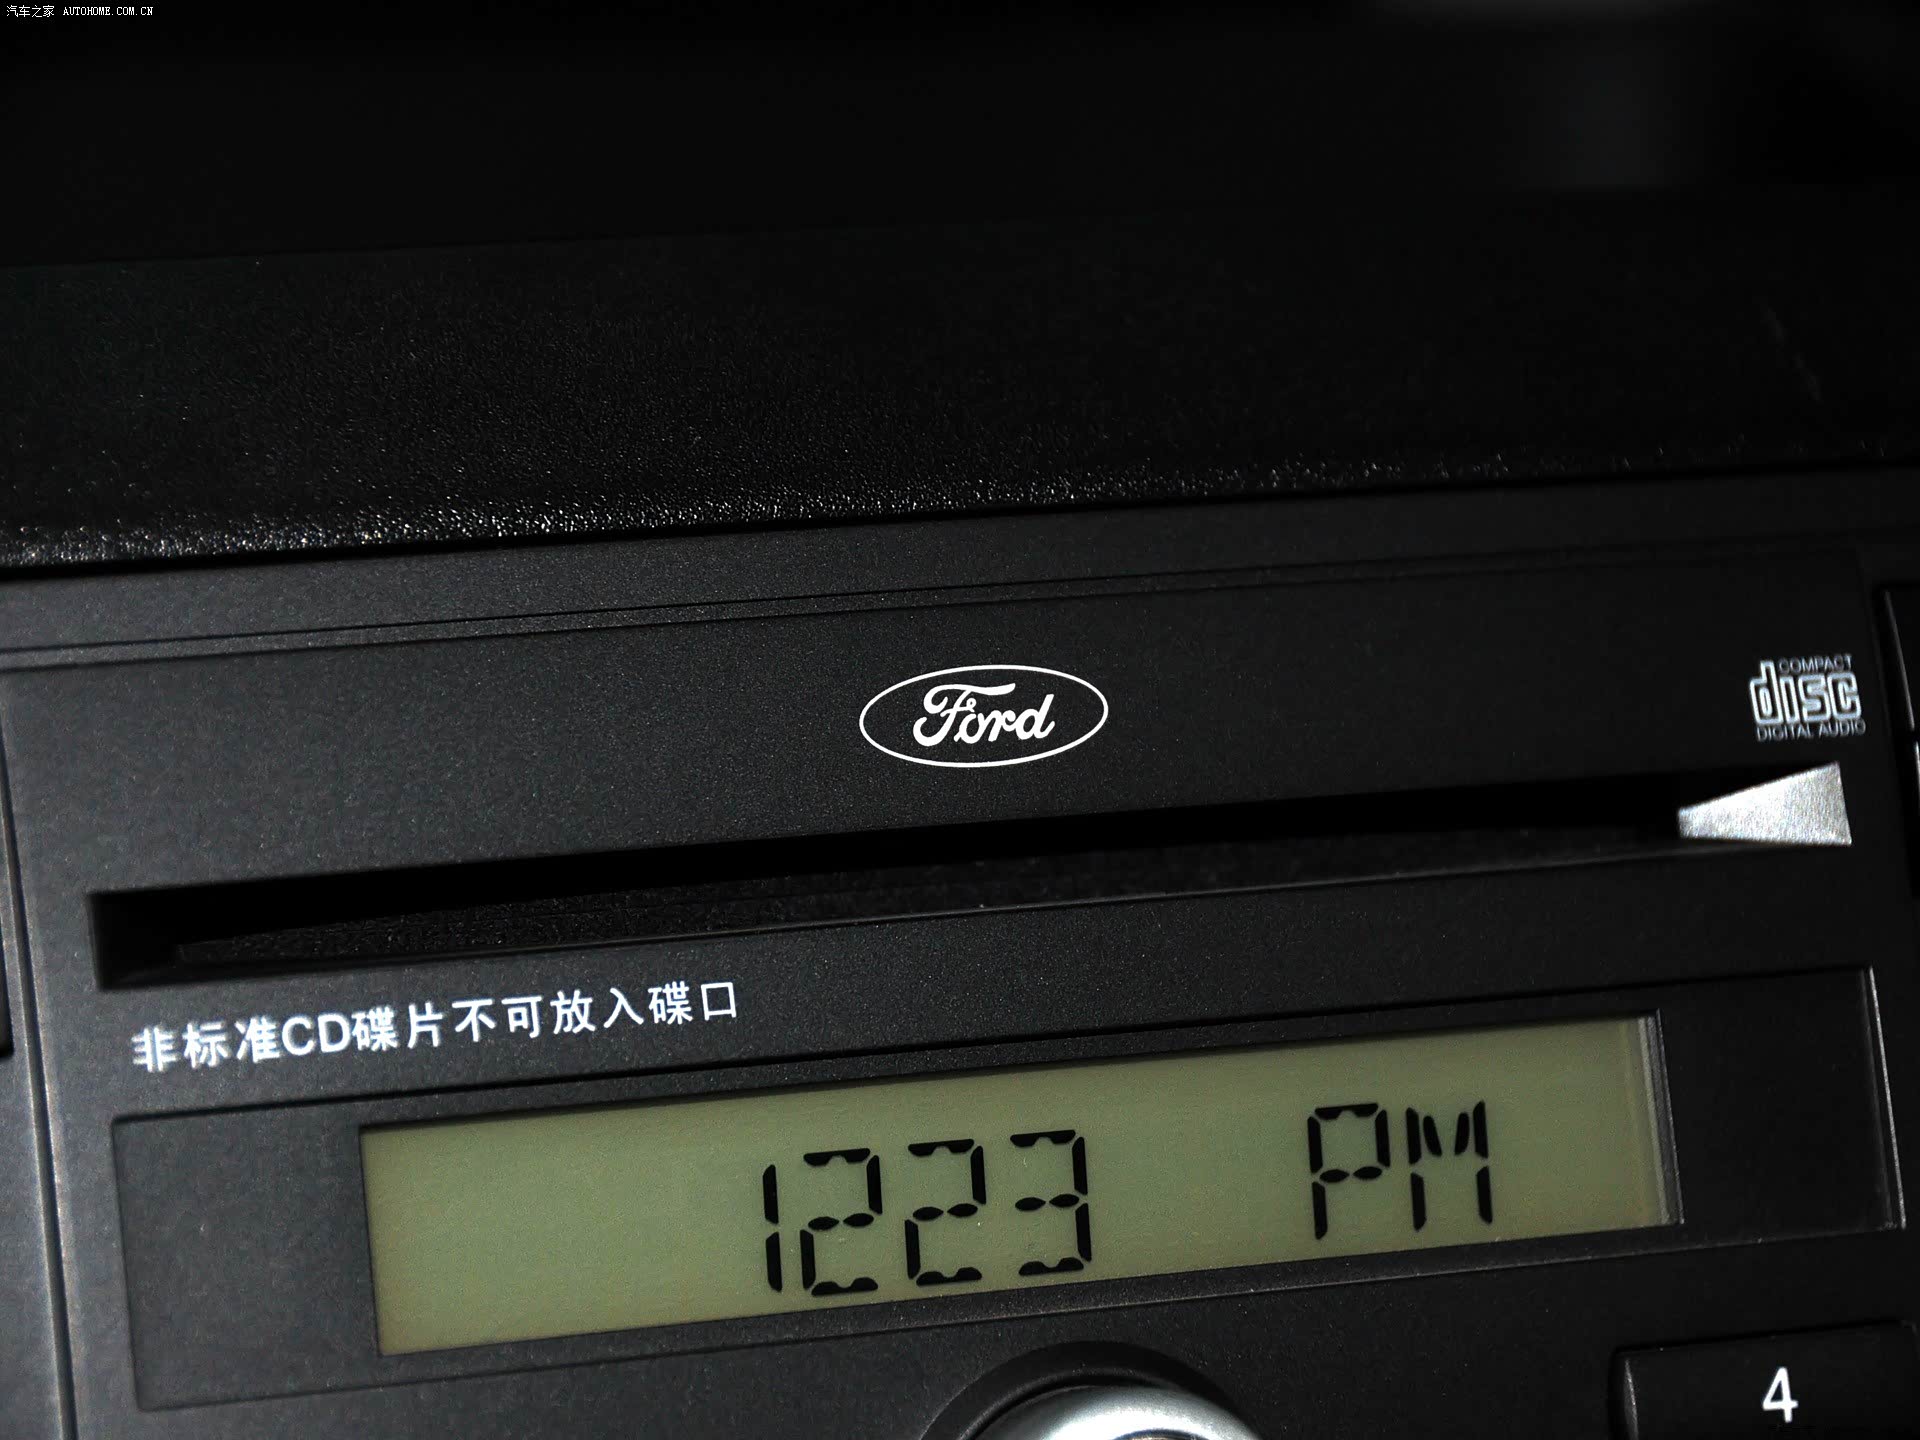 汽车之家 AUTOHOME.COM.CN
Ford
COMPACT
disc
DIGITAL AUDIO
非标准CD碟片不可放入碟口
1223 PM
4